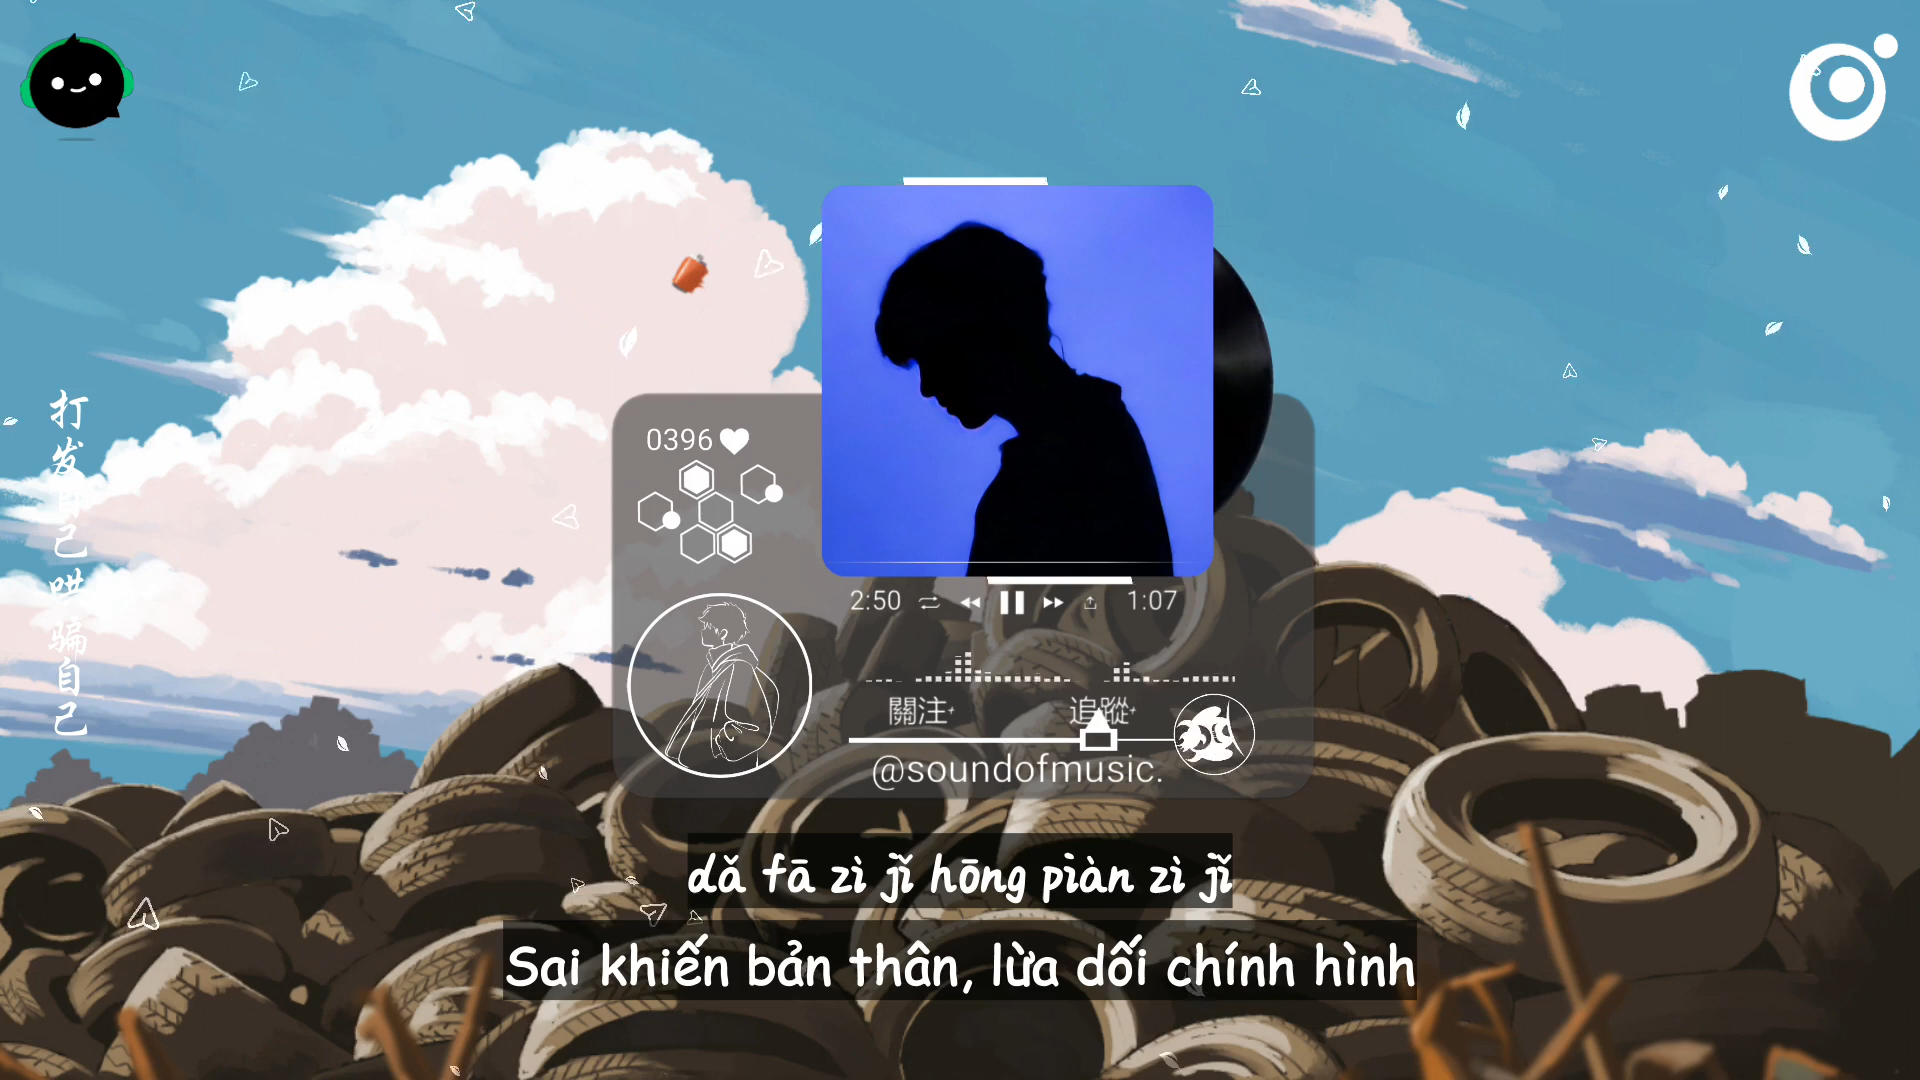 打发自己哄骗自己
0396
2:50
1:07
關注
追蹤
@soundofmusic.
dǎ fā zì jǐ hōng piàn zì jǐ
Sai khiến bản thân, lừa dối chính hình